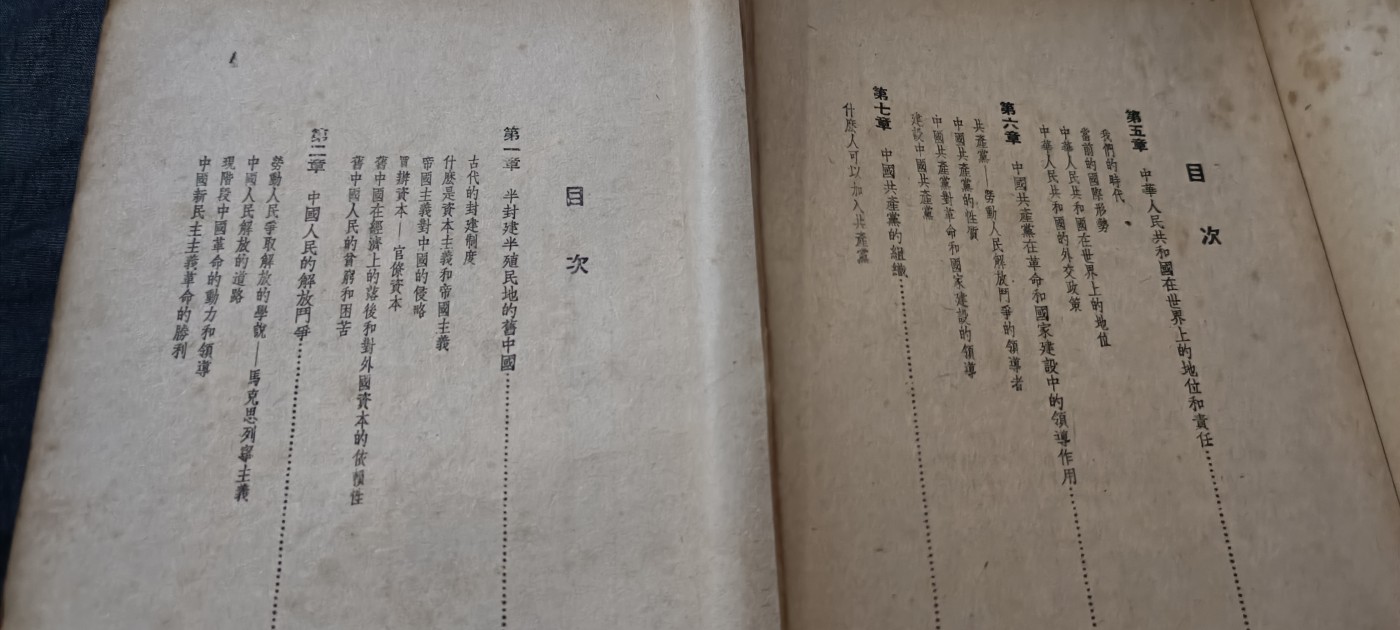 目 次
第五章 中華人民共和國在世界上的地位和責任
我們的時代
當前的國際形勢
中華人民共和國在世界上的地位
中華人民共和國的外交政策
第六章 中國共產黨在革命和國家建設中的領導作用
共產黨——勞動人民解放鬥爭的領導者
中國共產黨的性質
中國共產黨對革命和國家建設的領導
建設中國共產黨
第七章 中國共產黨的組織
什麽人可以加入共產黨
目 次
第一章 半封建半殖民地的舊中國
古代的封建制度
什麽是資本主義和帝國主義
帝國主義對中國的侵略
買辦資本——官僚資本
舊中國在經濟上的落後和對外國資本的依賴性
舊中國人民的貧窮和困苦
第二章 中國人民的解放鬥爭
勞動人民爭取解放的學說——馬克思列寧主義
中國人民解放的道路
現階段中國革命的動力和領導
中國新民主主義革命的勝利